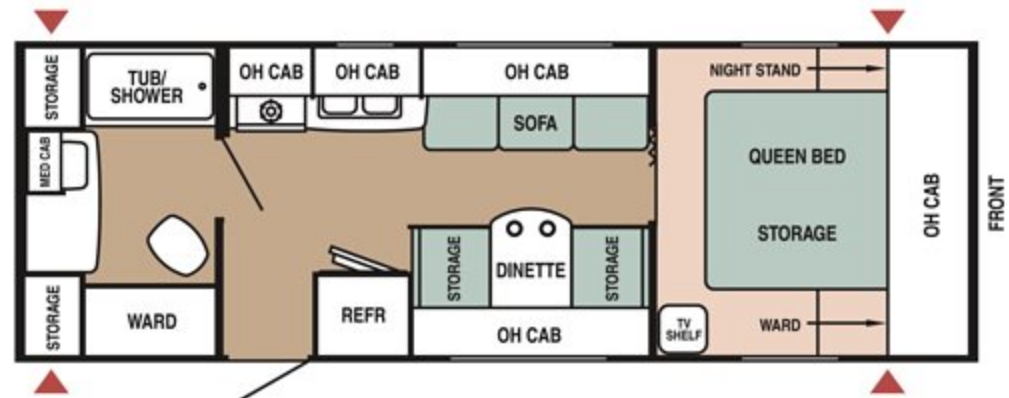 STORAGE
TUB/
SHOWER
OH CAB
OH CAB
OH CAB
NIGHT STAND
MED CAB
SOFA
QUEEN BED
STORAGE
OH CAB
FRONT
STORAGE
DINETTE
STORAGE
STORAGE
WARD
REFR
OH CAB
TV
SHELF
WARD